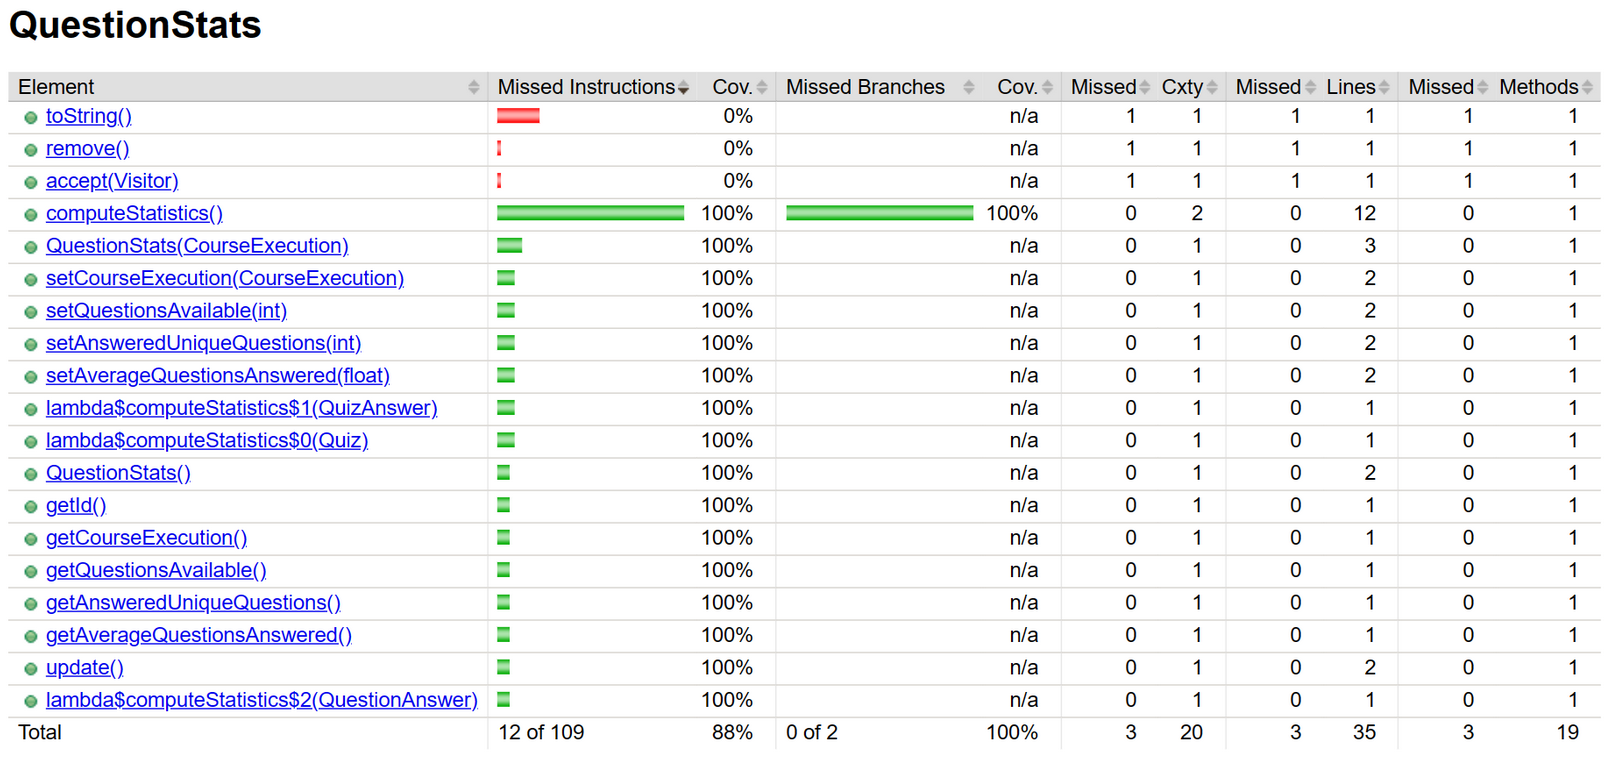 QuestionStats
Element Missed Instructions Cov. Missed Branches Cov. Missed Cxty Missed Lines Missed Methods
toString() 0% n/a 1 1 1 1 1 1
remove() 0% n/a 1 1 1 1 1 1
accept(Visitor) 0% n/a 1 1 1 1 1 1
computeStatistics() 100% 100% 0 2 0 12 0 1
QuestionStats(CourseExecution) 100% n/a 0 1 0 3 0 1
setCourseExecution(CourseExecution) 100% n/a 0 1 0 2 0 1
setQuestionsAvailable(int) 100% n/a 0 1 0 2 0 1
setAnsweredUniqueQuestions(int) 100% n/a 0 1 0 2 0 1
setAverageQuestionsAnswered(float) 100% n/a 0 1 0 2 0 1
lambda$computeStatistics$1(QuizAnswer) 100% n/a 0 1 0 1 0 1
lambda$computeStatistics$0(Quiz) 100% n/a 0 1 0 1 0 1
QuestionStats() 100% n/a 0 1 0 2 0 1
getId() 100% n/a 0 1 0 1 0 1
getCourseExecution() 100% n/a 0 1 0 1 0 1
getQuestionsAvailable() 100% n/a 0 1 0 1 0 1
getAnsweredUniqueQuestions() 100% n/a 0 1 0 1 0 1
getAverageQuestionsAnswered() 100% n/a 0 1 0 1 0 1
update() 100% n/a 0 1 0 2 0 1
lambda$computeStatistics$2(QuestionAnswer) 100% n/a 0 1 0 1 0 1
Total 12 of 109 88% 0 of 2 100% 3 20 3 35 3 19